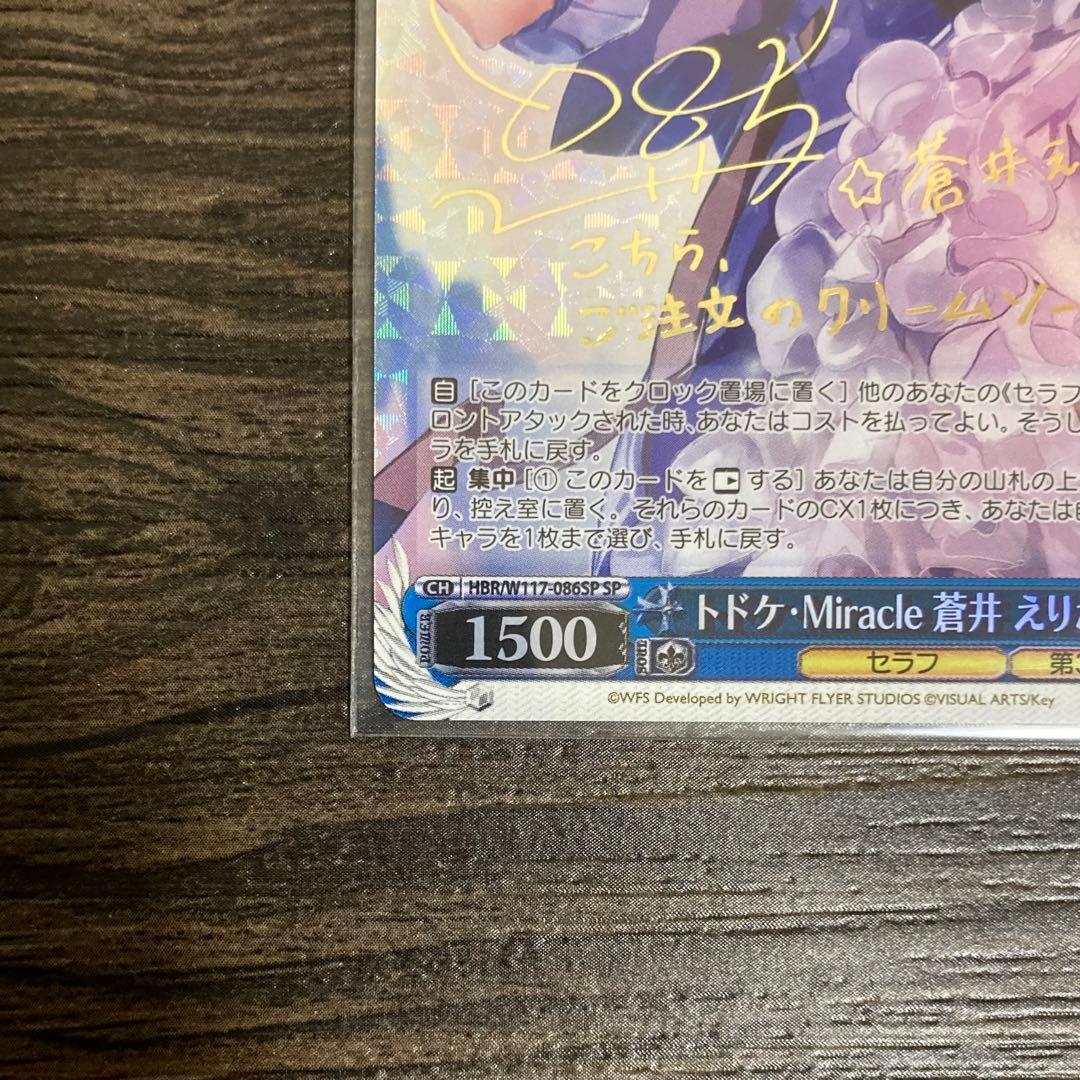 ☆蒼井え
こちら、
ご注文のクリームソー
自 [このカードをクロック置場に置く] 他のあなたの《セラフ
ロントアタックされた時、あなたはコストを払ってよい。そうし
ラを手札に戻す。
起 集中 [① このカードを する] あなたは自分の山札の上
り、控え室に置く。それらのカードのCX1枚につき、あなたは自
キャラを1枚まで選び、手札に戻す。
CH HBR/W117-086SP SP
トドケ・Miracle 蒼井 えり
POWER 1500
セラフ 第3
©WFS Developed by WRIGHT FLYER STUDIOS ©VISUAL ARTS/Key